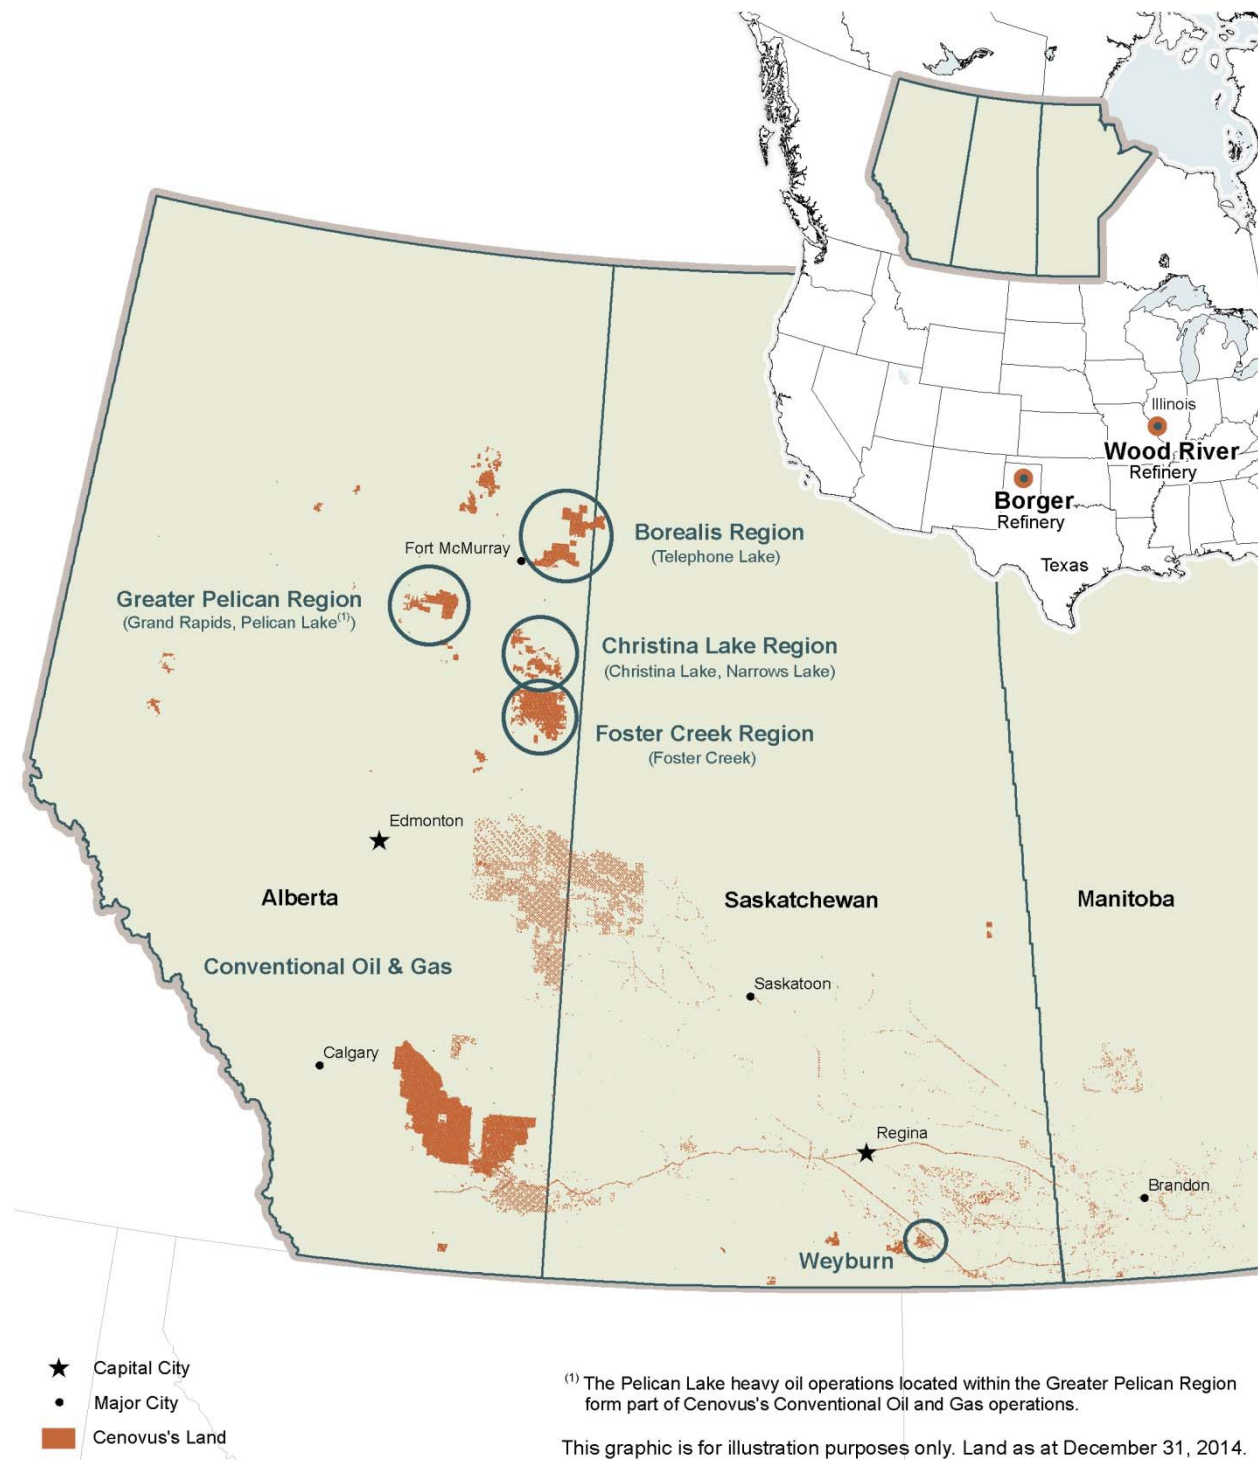 Illinois
Wood River
Refinery
Borger
Refinery
Texas
Borealis Region
(Telephone Lake)
Fort McMurray
Greater Pelican Region
(Grand Rapids, Pelican Lake(1))
Christina Lake Region
(Christina Lake, Narrows Lake)
Foster Creek Region
(Foster Creek)
Edmonton
Alberta
Saskatchewan
Manitoba
Conventional Oil & Gas
Saskatoon
Calgary
Regina
Brandon
Weyburn
Capital City
Major City
Cenovus's Land
(1) The Pelican Lake heavy oil operations located within the Greater Pelican Region
form part of Cenovus's Conventional Oil and Gas operations.
This graphic is for illustration purposes only. Land as at December 31, 2014.